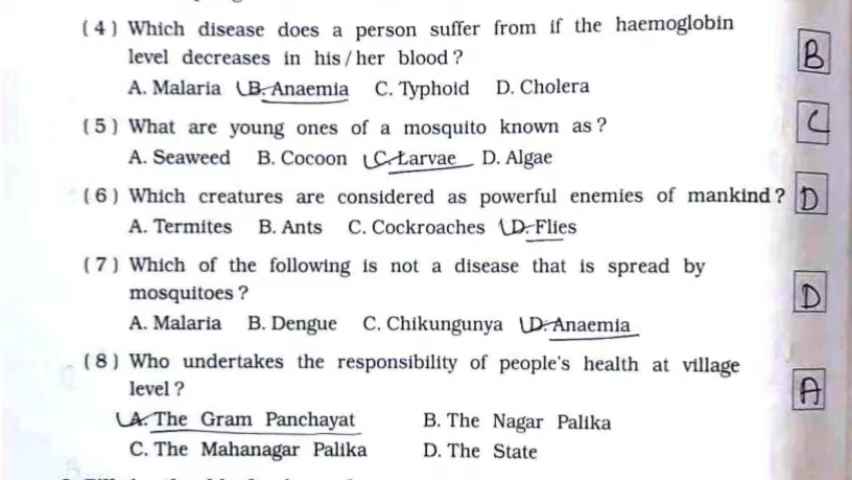 (4) Which disease does a person suffer from if the haemoglobin
level decreases in his/her blood?
B
A. Malaria B. Anaemia C. Typhoid D. Cholera
(5) What are young ones of a mosquito known as?
C
A. Seaweed B. Cocoon C. Larvae D. Algae
(6) Which creatures are considered as powerful enemies of mankind? D
A. Termites B. Ants C. Cockroaches D. Flies
(7) Which of the following is not a disease that is spread by
mosquitoes?
D
A. Malaria B. Dengue C. Chikungunya D. Anaemia
(8) Who undertakes the responsibility of people's health at village
level?
A
A. The Gram Panchayat B. The Nagar Palika
C. The Mahanagar Palika D. The State